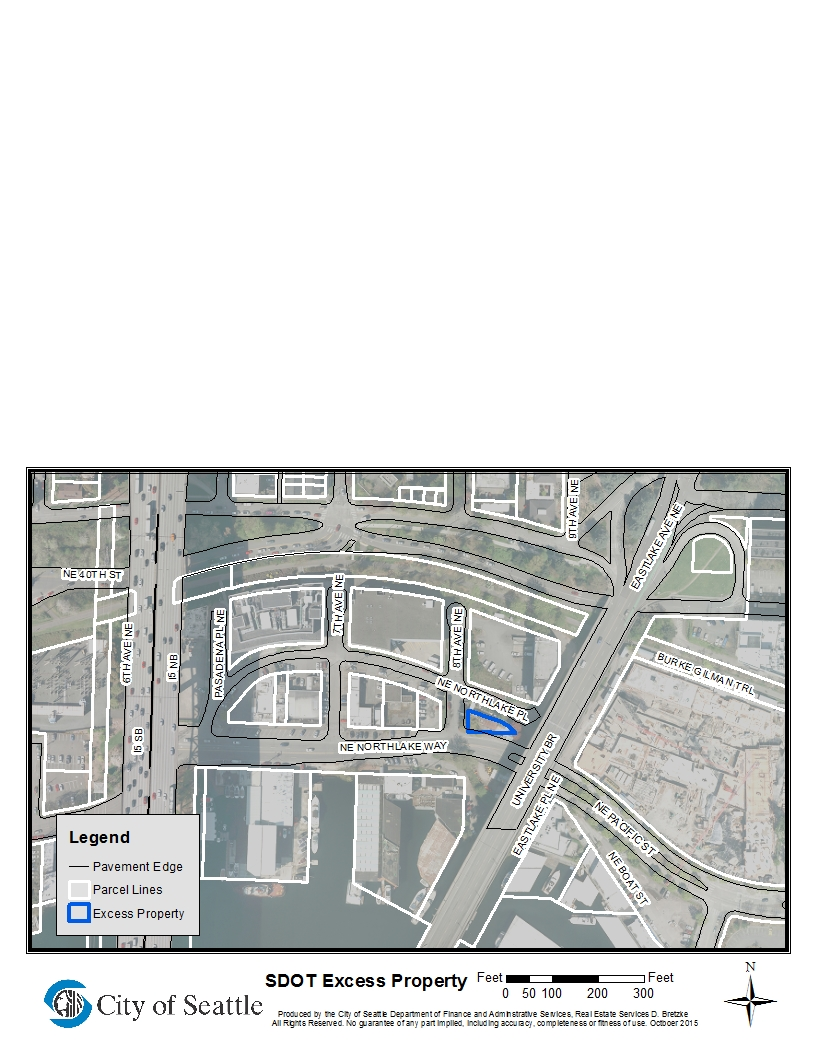 9TH AVE NE
EASTLAKE AVE NE
NE 40TH ST
7TH AVE NE
PASADENA PL NE
8TH AVE NE
6TH AVE NE
I5 NB
BURKE GILMAN TRL
NE NORTHLAKE PL
I5 SB
NE NORTHLAKE WAY
UNIVERSITY BR
EASTLAKE PL NE
NE PACIFIC ST
NE BOAT ST
Legend
Pavement Edge
Parcel Lines
Excess Property
City of Seattle
SDOT Excess Property
Feet Feet
0 50 100 200 300
N
Produced by the City of Seattle Department of Finance and Adminstrative Services, Real Estate Services D. Bretzke
All Rights Reserved. No guarantee of any part implied, including accuracy, completeness or fitness of use. Octboer 2015